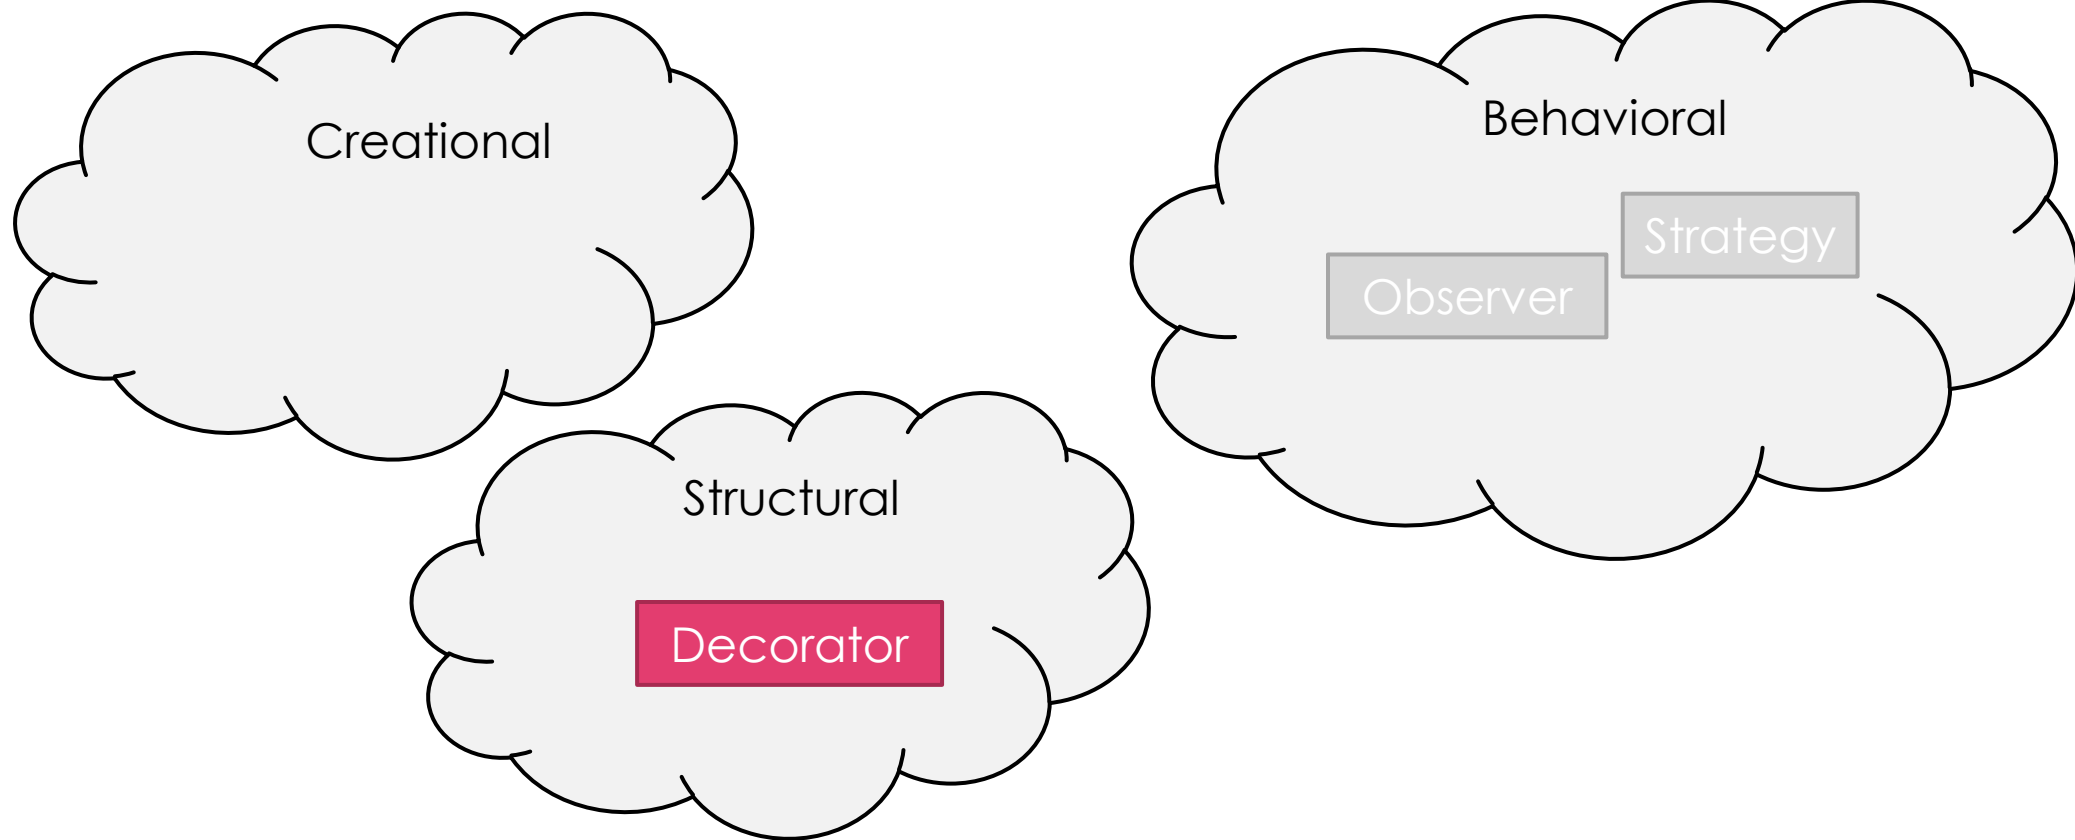 Creational
Behavioral
Strategy
Observer
Structural
Decorator